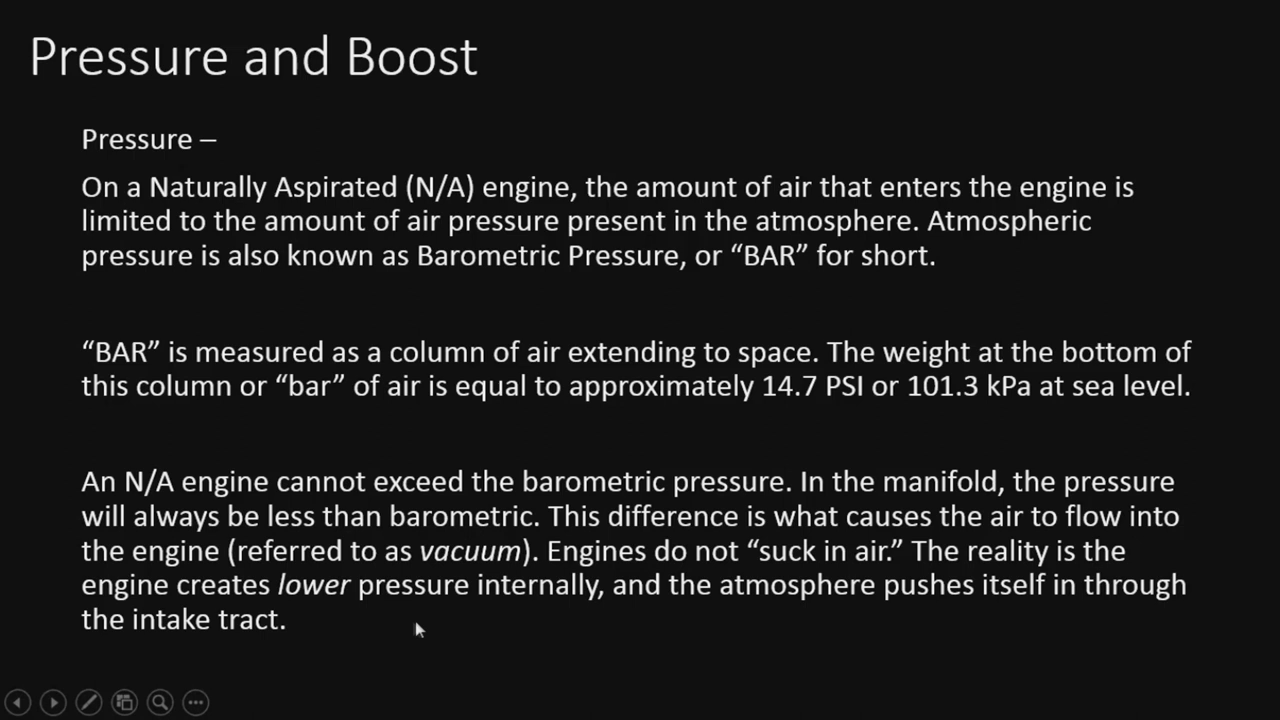 Pressure and Boost
Pressure –
On a Naturally Aspirated (N/A) engine, the amount of air that enters the engine is
limited to the amount of air pressure present in the atmosphere. Atmospheric
pressure is also known as Barometric Pressure, or “BAR” for short.
“BAR” is measured as a column of air extending to space. The weight at the bottom of
this column or “bar” of air is equal to approximately 14.7 PSI or 101.3 kPa at sea level.
An N/A engine cannot exceed the barometric pressure. In the manifold, the pressure
will always be less than barometric. This difference is what causes the air to flow into
the engine (referred to as vacuum). Engines do not “suck in air.” The reality is the
engine creates lower pressure internally, and the atmosphere pushes itself in through
the intake tract.